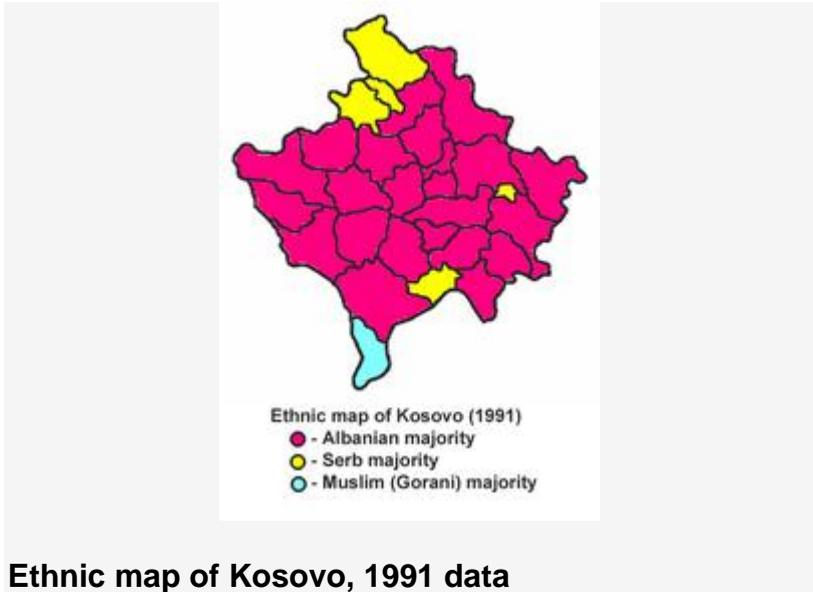 Ethnic map of Kosovo (1991)
- Albanian majority
- Serb majority
- Muslim (Gorani) majority
Ethnic map of Kosovo, 1991 data